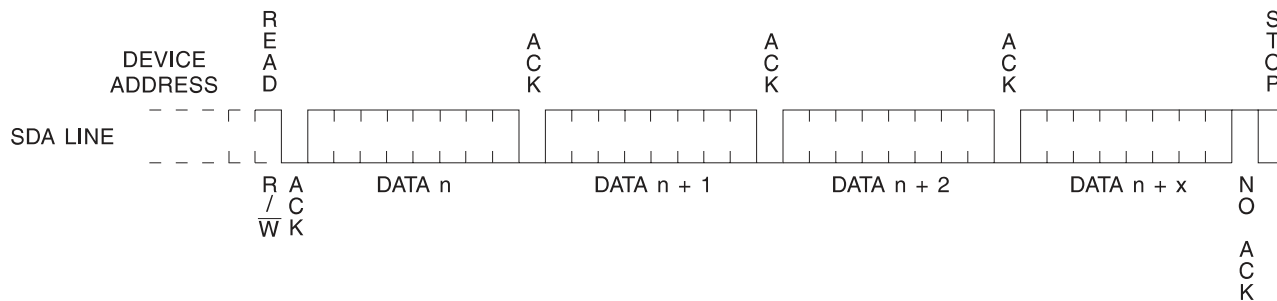 READ
ACK
ACK
ACK
STOP
DEVICE
ADDRESS
SDA LINE
R/W
ACK
DATA n
DATA n + 1
DATA n + 2
DATA n + x
NO ACK